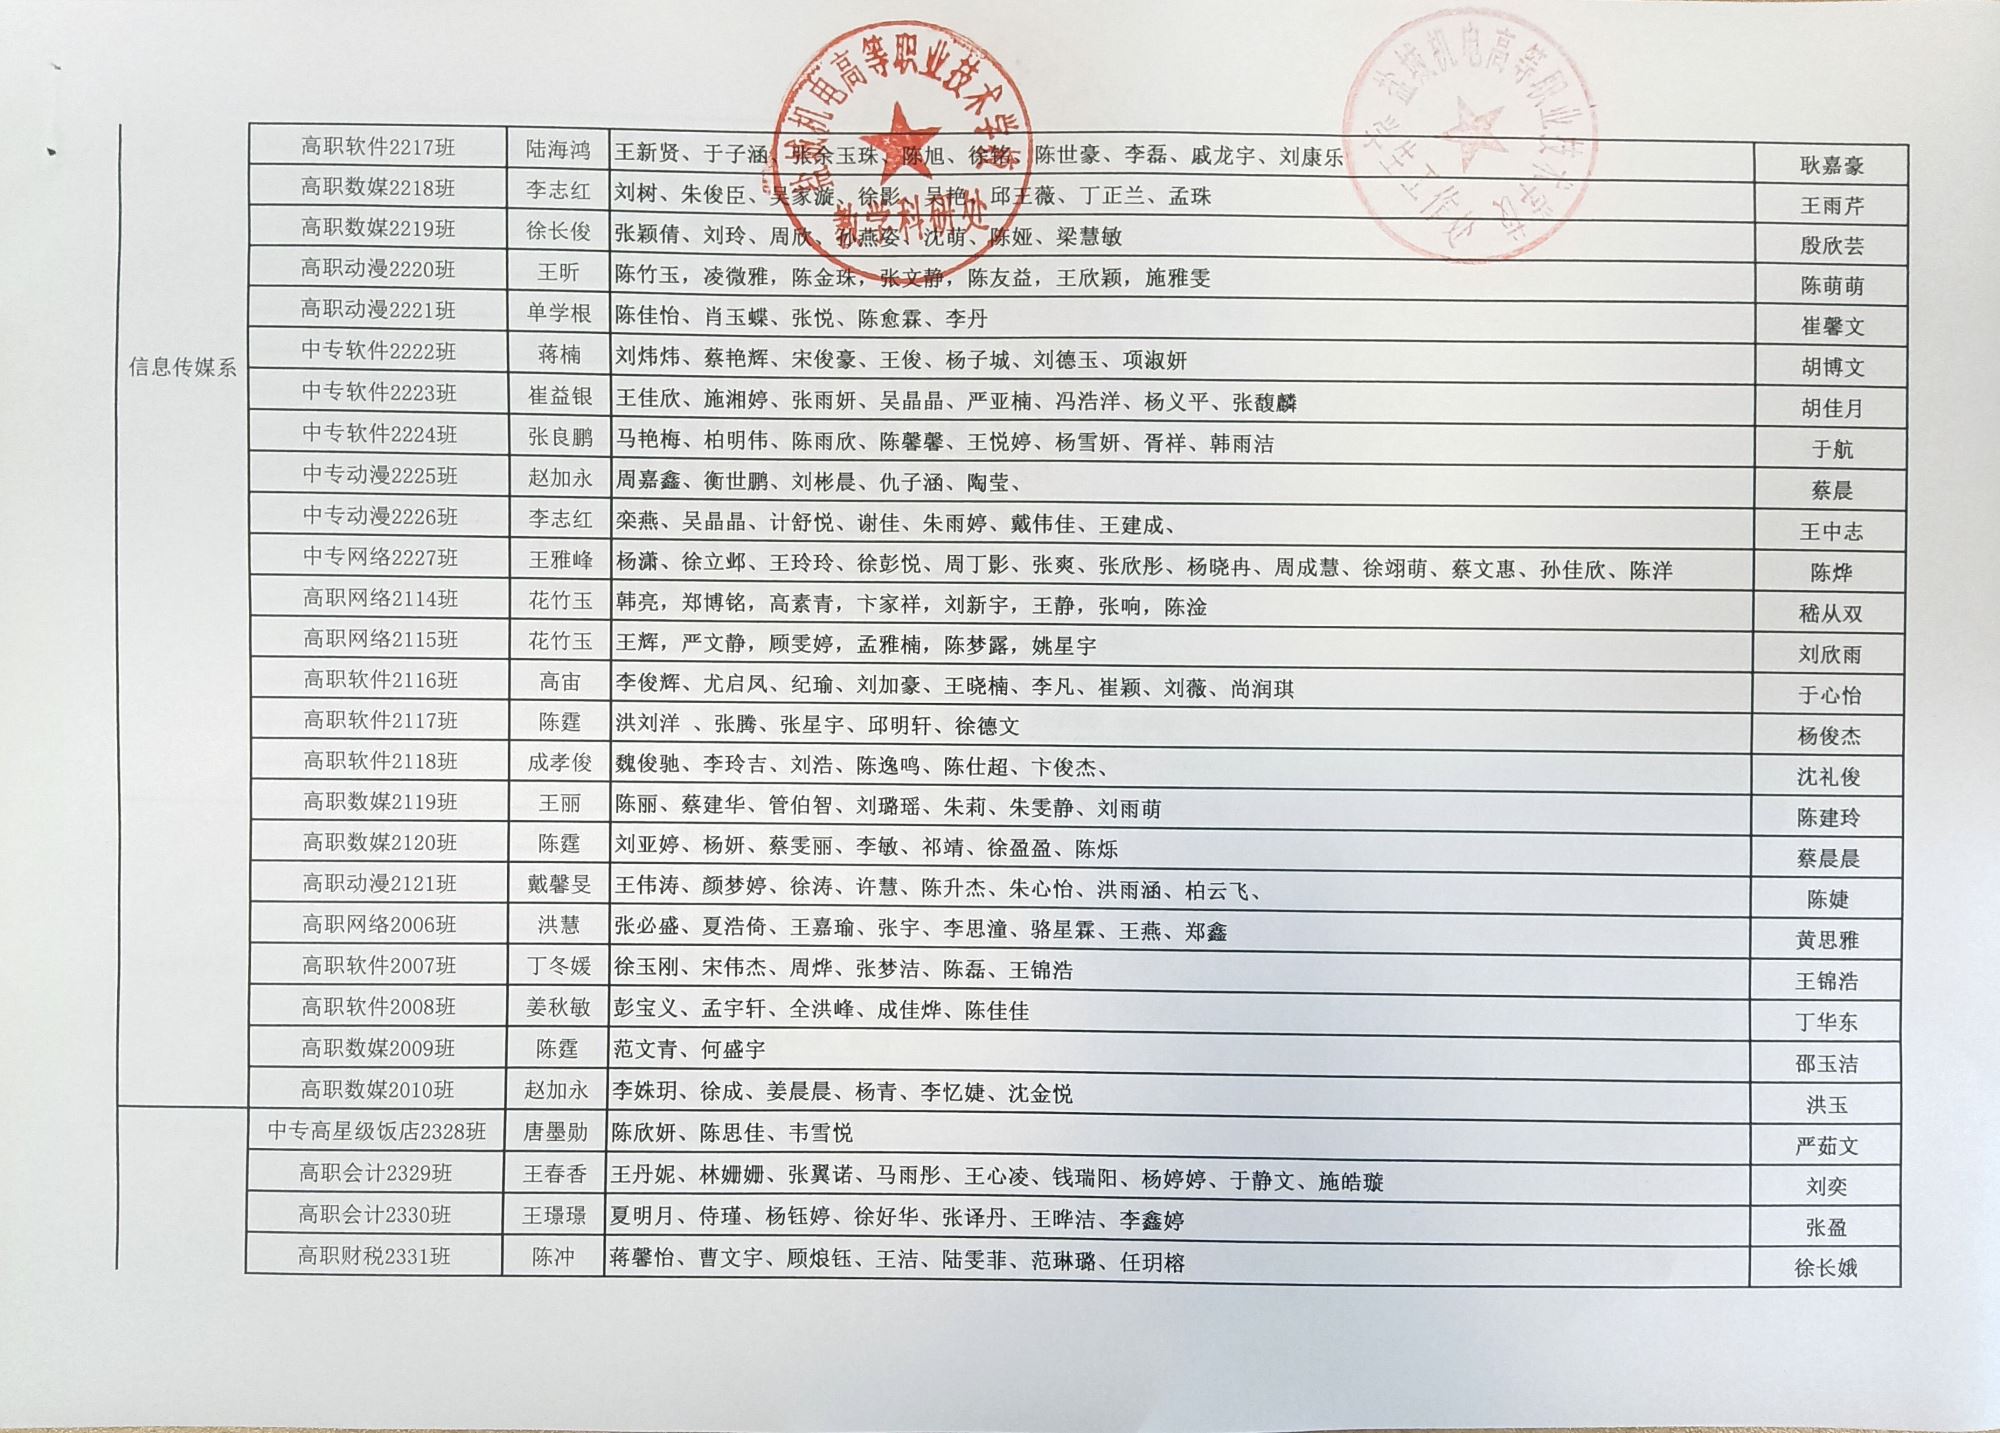 盐城机电高等职业技术学校
教学科研处
盐城机电高等职业技术学校
学生工作处
高职软件2217班 陆海鸿 王新贤、于子涵、张余玉珠、陈旭、徐铭、陈世豪、李磊、戚龙宇、刘康乐 耿嘉豪
高职数媒2218班 李志红 刘树、朱俊臣、吴家漩、徐影、吴艳、邱王薇、丁正兰、孟珠 王雨芹
高职数媒2219班 徐长俊 张颖倩、刘玲、周欣、孙燕姿、沈萌、陈娅、梁慧敏 殷欣芸
高职动漫2220班 王昕 陈竹玉，凌微雅，陈金珠，张文静，陈友益，王欣颖，施雅雯 陈萌萌
高职动漫2221班 单学根 陈佳怡、肖玉蝶、张悦、陈愈霖、李丹 崔馨文
信息传媒系 中专软件2222班 蒋楠 刘炜炜、蔡艳辉、宋俊豪、王俊、杨子城、刘德玉、项淑妍 胡博文
中专软件2223班 崔益银 王佳欣、施湘婷、张雨妍、吴晶晶、严亚楠、冯浩洋、杨义平、张馥麟 胡佳月
中专软件2224班 张良鹏 马艳梅、柏明伟、陈雨欣、陈馨馨、王悦婷、杨雪妍、胥祥、韩雨洁 于航
中专动漫2225班 赵加永 周嘉鑫、衡世鹏、刘彬晨、仇子涵、陶莹、 蔡晨
中专动漫2226班 李志红 栾燕、吴晶晶、计舒悦、谢佳、朱雨婷、戴伟佳、王建成、 王中志
中专网络2227班 王雅峰 杨潇、徐立邺、王玲玲、徐彭悦、周丁影、张爽、张欣彤、杨晓冉、周成慧、徐翊萌、蔡文惠、孙佳欣、陈洋 陈烨
高职网络2114班 花竹玉 韩亮，郑博铭，高素青，卞家祥，刘新宇，王静，张响，陈淦 嵇从双
高职网络2115班 花竹玉 王辉，严文静，顾雯婷，孟雅楠，陈梦露，姚星宇 刘欣雨
高职软件2116班 高宙 李俊辉、尤启凤、纪瑜、刘加豪、王晓楠、李凡、崔颖、刘薇、尚润琪 于心怡
高职软件2117班 陈霆 洪刘洋 、张腾、张星宇、邱明轩、徐德文 杨俊杰
高职软件2118班 成孝俊 魏俊驰、李玲吉、刘浩、陈逸鸣、陈仕超、卞俊杰、 沈礼俊
高职数媒2119班 王丽 陈丽、蔡建华、管伯智、刘璐瑶、朱莉、朱雯静、刘雨萌 陈建玲
高职数媒2120班 陈霆 刘亚婷、杨妍、蔡雯丽、李敏、祁靖、徐盈盈、陈烁 蔡晨晨
高职动漫2121班 戴馨旻 王伟涛、颜梦婷、徐涛、许慧、陈升杰、朱心怡、洪雨涵、柏云飞、 陈婕
高职网络2006班 洪慧 张必盛、夏浩倚、王嘉瑜、张宇、李思潼、骆星霖、王燕、郑鑫 黄思雅
高职软件2007班 丁冬媛 徐玉刚、宋伟杰、周烨、张梦洁、陈磊、王锦浩 王锦浩
高职软件2008班 姜秋敏 彭宝义、孟宇轩、全洪峰、成佳烨、陈佳佳 丁华东
高职数媒2009班 陈霆 范文青、何盛宇 邵玉洁
高职数媒2010班 赵加永 李姝玥、徐成、姜晨晨、杨青、李忆婕、沈金悦 洪玉
中专高星级饭店2328班 唐墨勋 陈欣妍、陈思佳、韦雪悦 严茹文
高职会计2329班 王春香 王丹妮、林姗姗、张翼诺、马雨彤、王心凌、钱瑞阳、杨婷婷、于静文、施皓璇 刘奕
高职会计2330班 王璟璟 夏明月、侍瑾、杨钰婷、徐好华、张译丹、王晔洁、李鑫婷 张盈
高职财税2331班 陈冲 蒋馨怡、曹文宇、顾烺钰、王洁、陆雯菲、范琳璐、任玥榕 徐长娥